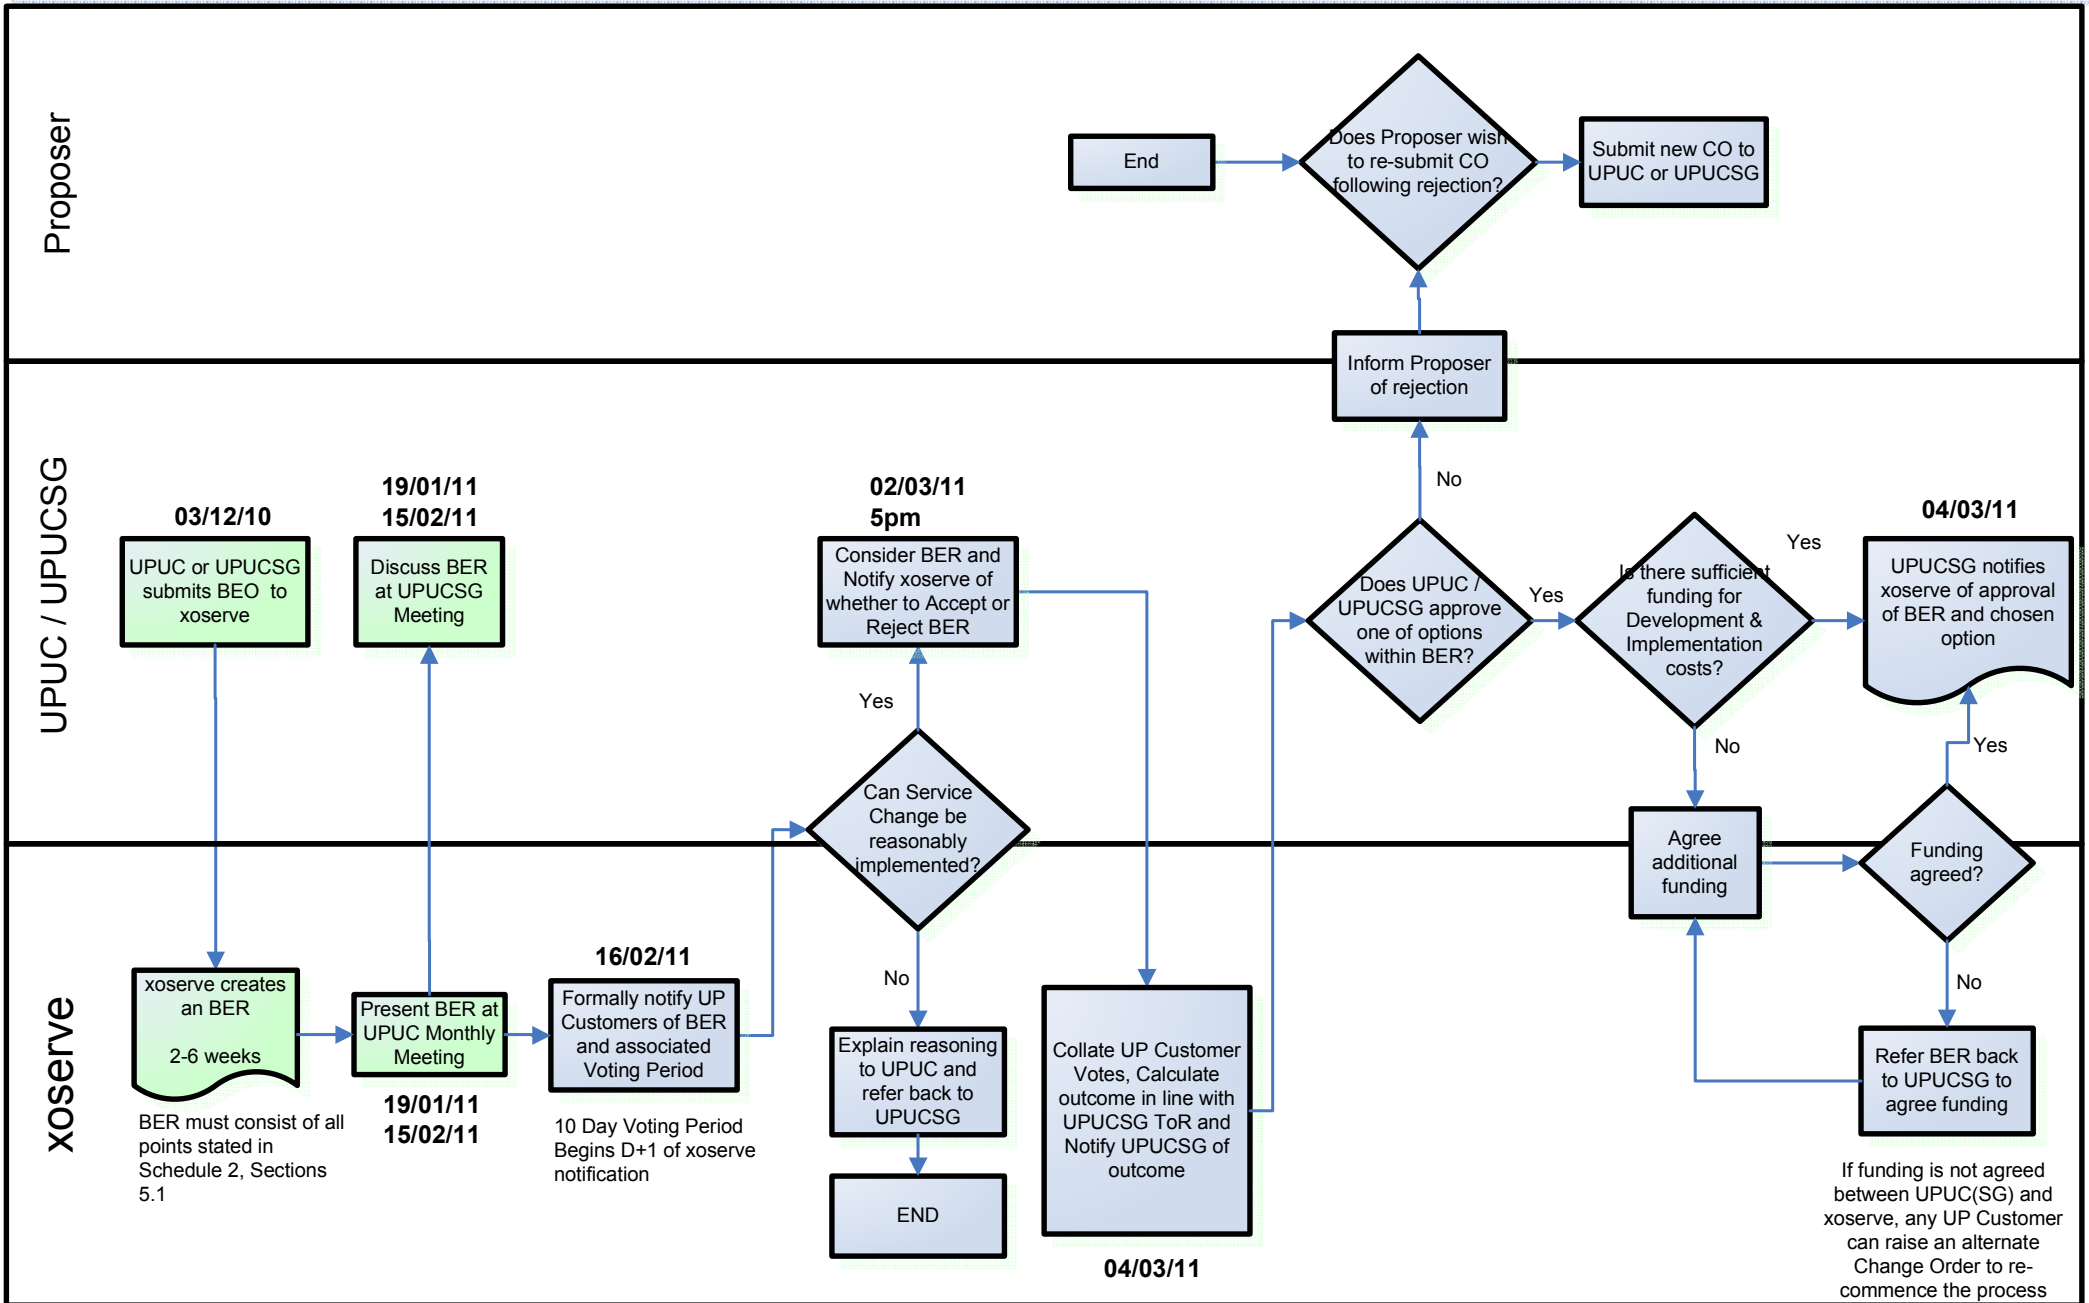 Proposer
End
Does Proposer wish
to re-submit CO
following rejection?
Submit new CO to
UPUC or UPUCSG
Inform Proposer
of rejection
UPUC / UPUCSG
03/12/10
UPUC or UPUCSG
submits BEO to
xoserve
19/01/11
15/02/11
Discuss BER
at UPUCSG
Meeting
02/03/11
5pm
Consider BER and
Notify xoserve of
whether to Accept or
Reject BER
Yes
Can Service
Change be
reasonably
implemented?
No
Does UPUC /
UPUCSG approve
one of options
within BER?
Yes
Is there sufficient
funding for
Development &
Implementation
costs?
Yes
No
04/03/11
UPUCSG notifies
xoserve of approval
of BER and chosen
option
Yes
Agree
additional
funding
Funding
agreed?
No
xoserve
xoserve creates
an BER
2-6 weeks
BER must consist of all
points stated in
Schedule 2, Sections
5.1
Present BER at
UPUC Monthly
Meeting
19/01/11
15/02/11
16/02/11
Formally notify UP
Customers of BER
and associated
Voting Period
10 Day Voting Period
Begins D+1 of xoserve
notification
No
Explain reasoning
to UPUC and
refer back to
UPUCSG
END
Collate UP Customer
Votes, Calculate
outcome in line with
UPUCSG ToR and
Notify UPUCSG of
outcome
04/03/11
Refer BER back
to UPUCSG to
agree funding
If funding is not agreed
between UPUC(SG) and
xoserve, any UP Customer
can raise an alternate
Change Order to re-
commence the process